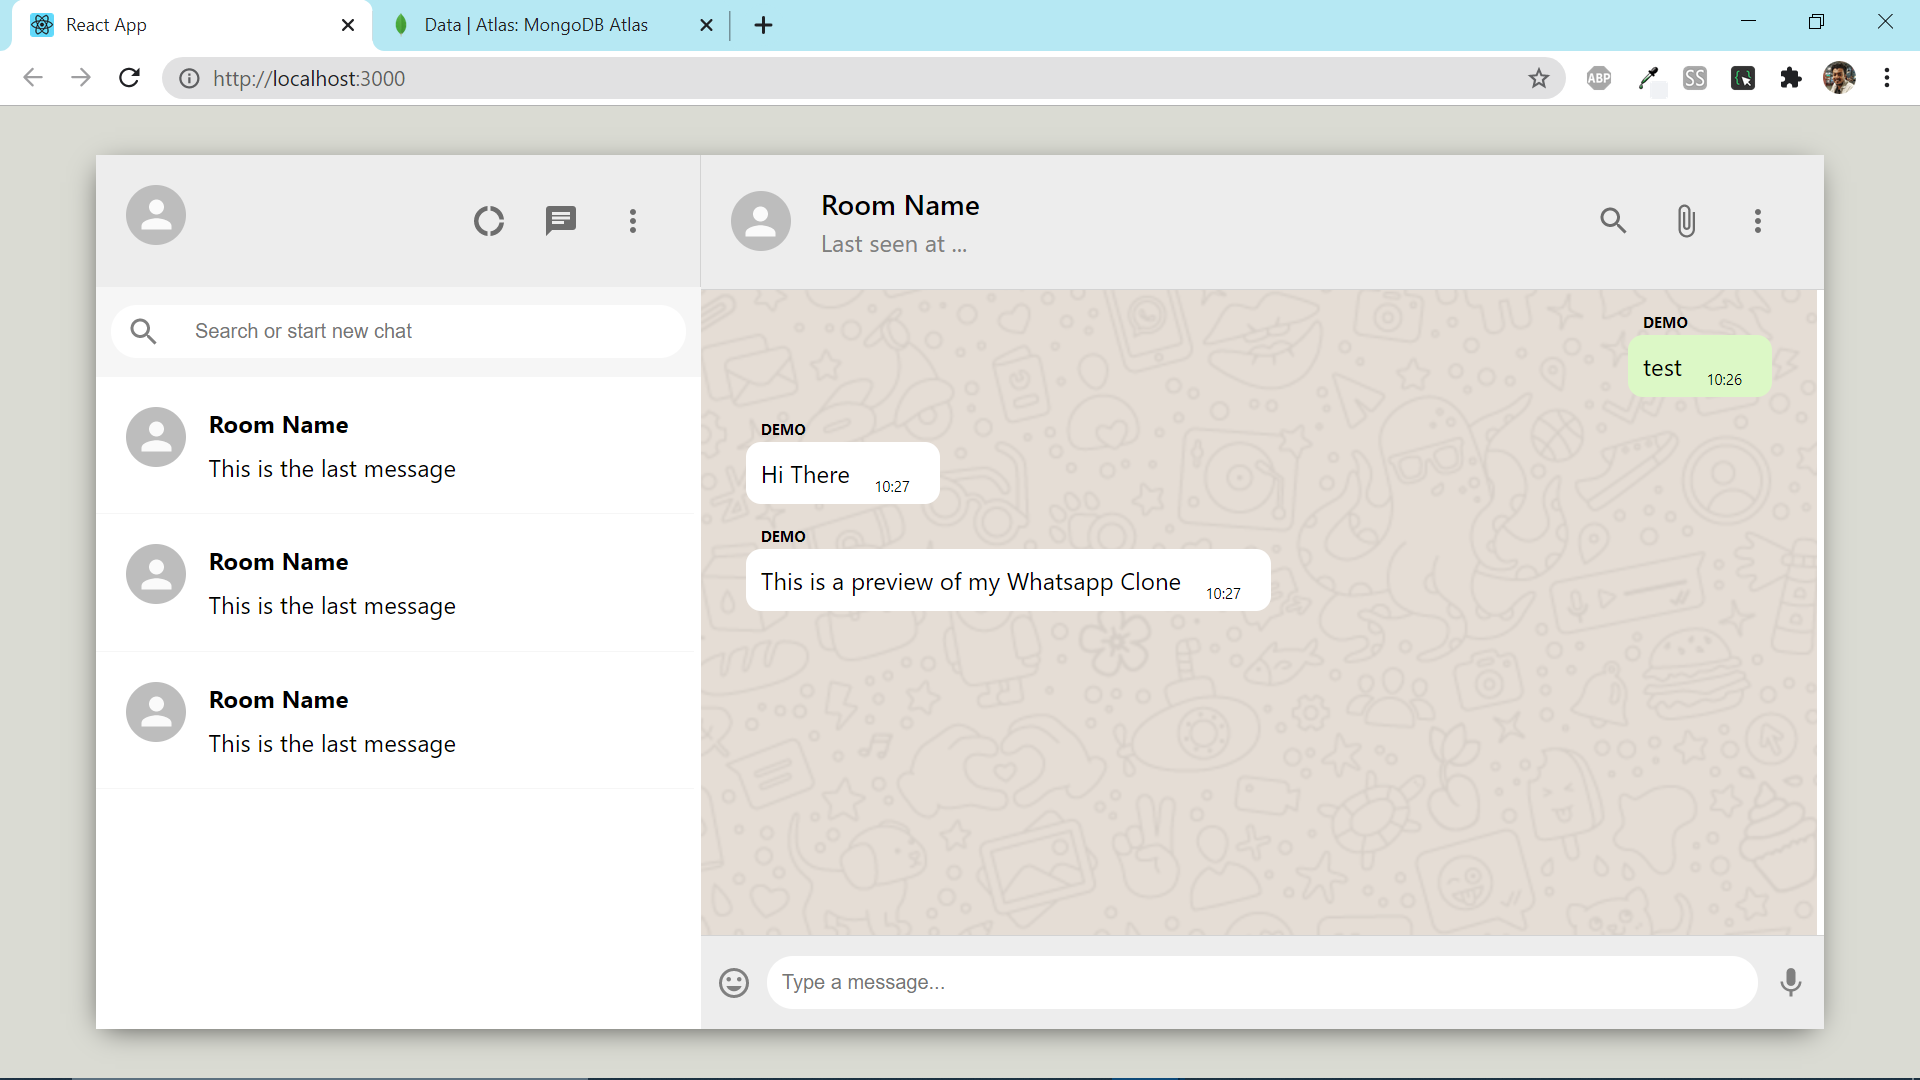 React App
Data | Atlas: MongoDB Atlas
http://localhost:3000
ABP
SS
Room Name
Last seen at ...
Search or start new chat
Room Name
This is the last message
Room Name
This is the last message
Room Name
This is the last message
DEMO
test 10:26
DEMO
Hi There 10:27
DEMO
This is a preview of my Whatsapp Clone 10:27
Type a message...